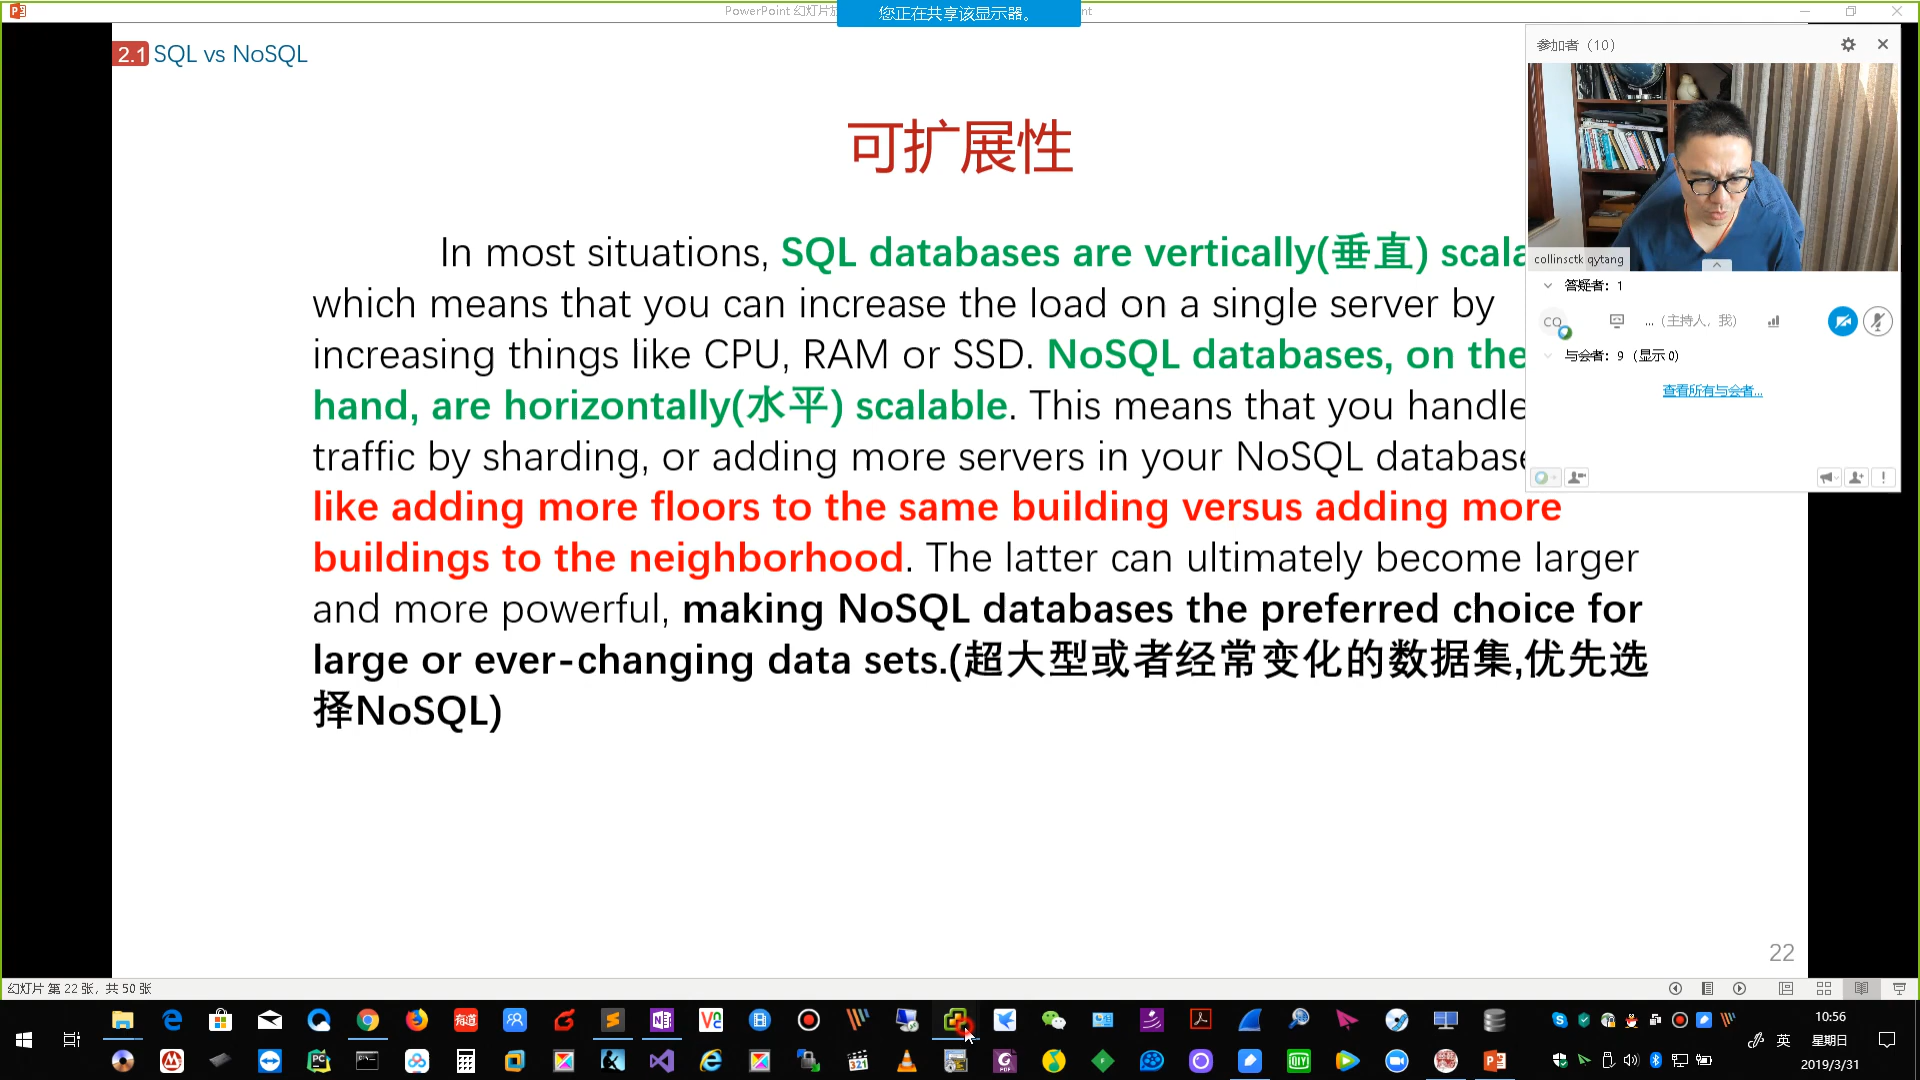 PowerPoint 幻灯片放
您正在共享该显示器。
nt
2.1 SQL vs NoSQL
可扩展性
In most situations, SQL databases are vertically(垂直) scala
which means that you can increase the load on a single server by
increasing things like CPU, RAM or SSD. NoSQL databases, on the
hand, are horizontally(水平) scalable. This means that you handle
traffic by sharding, or adding more servers in your NoSQL database
like adding more floors to the same building versus adding more
buildings to the neighborhood. The latter can ultimately become larger
and more powerful, making NoSQL databases the preferred choice for
large or ever-changing data sets.(超大型或者经常变化的数据集,优先选
择NoSQL)
22
参加者（10）
collinsctk qytang
答疑者：1
CO
...（主持人，我）
与会者：9（显示 0）
查看所有与会者...
幻灯片 第 22 张，共 50 张
英
10:56
星期日
2019/3/31